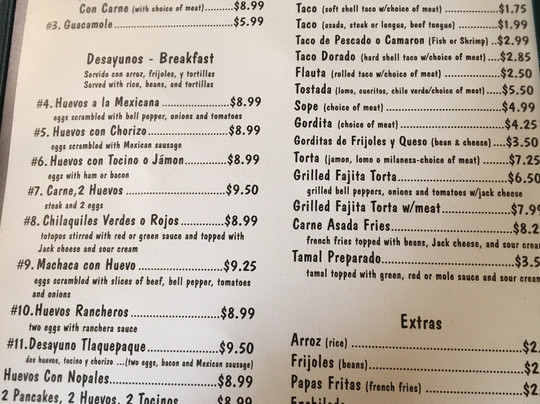 Con Carne (with choice of meat).....$8.99
#3. Guacamole.....$5.99
Desayunos - Breakfast
Servido con arroz, frijoles, y tortillas
Served with rice, beans, and tortillas
#4. Huevos a la Mexicana.....$8.99
eggs scrambled with bell pepper, onions and tomatoes
#5. Huevos con Chorizo.....$8.99
eggs scrambled with Mexican sausage
#6. Huevos con Tocino o Jámon.....$8.99
eggs with ham or bacon
#7. Carne,2 Huevos.....$9.50
steak and 2 eggs
#8. Chilaquiles Verdes o Rojos.....$8.99
totopos stirred with red or green sauce and topped with
Jack cheese and sour cream
#9. Machaca con Huevo.....$9.25
eggs scrambled with slices of beef, bell pepper, tomatoes
and onions
#10.Huevos Rancheros.....$8.99
two eggs with ranchera sauce
#11.Desayuno Tlaquepaque.....$9.50
dos huevos, tocino y chorizo ...(two eggs, bacon and Mexican sausage)
Huevos Con Nopales.....$8.99
2 Pancakes, 2 Huevos, 2 Tocinos.....$8.99
Taco (soft shell taco w/choice of meat).....$1.75
Taco (asada, steak or lengua, beef tongue).....$1.99
Taco de Pescado o Camaron (Fish or Shrimp)..$2.99
Taco Dorado (hard shell taco w/choice of meat).....$2.85
Flauta (rolled taco w/choice of meat).....$2.50
Tostada (lomo, cueritos, chile verde/choice of meat).....$5.50
Sope (choice of meat).....$4.99
Gordita (choice of meat).....$4.25
Gorditas de Frijoles y Queso (bean & cheese)....$3.50
Torta (jamon, lomo o milanesa-choice of meat).....$7.25
Grilled Fajita Torta.....$6.50
grilled bell peppers, onions and tomatoes w/jack cheese
Grilled Fajita Torta w/meat.....$7.9
Carne Asada Fries.....$8.2
french fries topped with beans, Jack cheese, and sour cream
Tamal Preparado.....$3.5
tamal topped with green, red or mole sauce and sour cream
Extras
Arroz (rice).....$2.
Frijoles (beans).....$2.
Papas Fritas (french fries).....$2